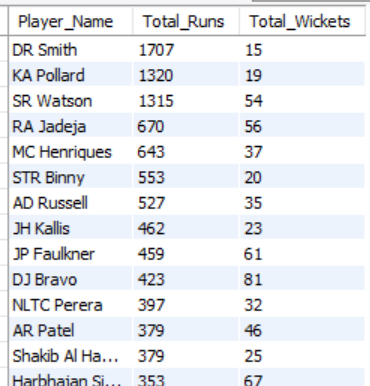 Player_Name Total_Runs Total_Wickets
DR Smith 1707 15
KA Pollard 1320 19
SR Watson 1315 54
RA Jadeja 670 56
MC Henriques 643 37
STR Binny 553 20
AD Russell 527 35
JH Kallis 462 23
JP Faulkner 459 61
DJ Bravo 423 81
NLTC Perera 397 32
AR Patel 379 46
Shakib Al Ha... 379 25
Harbhajan Si... 353 67